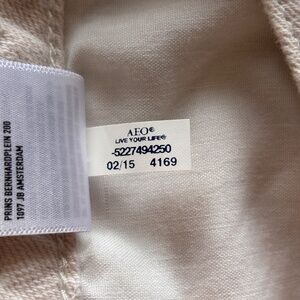 AEO®
LIVE YOUR LIFE®
-5227494250
02/15 4169
PRINS BERNHARDPLEIN 200
1097 JB AMSTERDAM